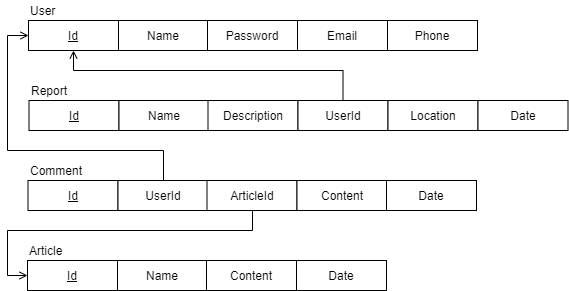 User
Id Name Password Email Phone
Report
Id Name Description UserId Location Date
Comment
Id UserId ArticleId Content Date
Article
Id Name Content Date